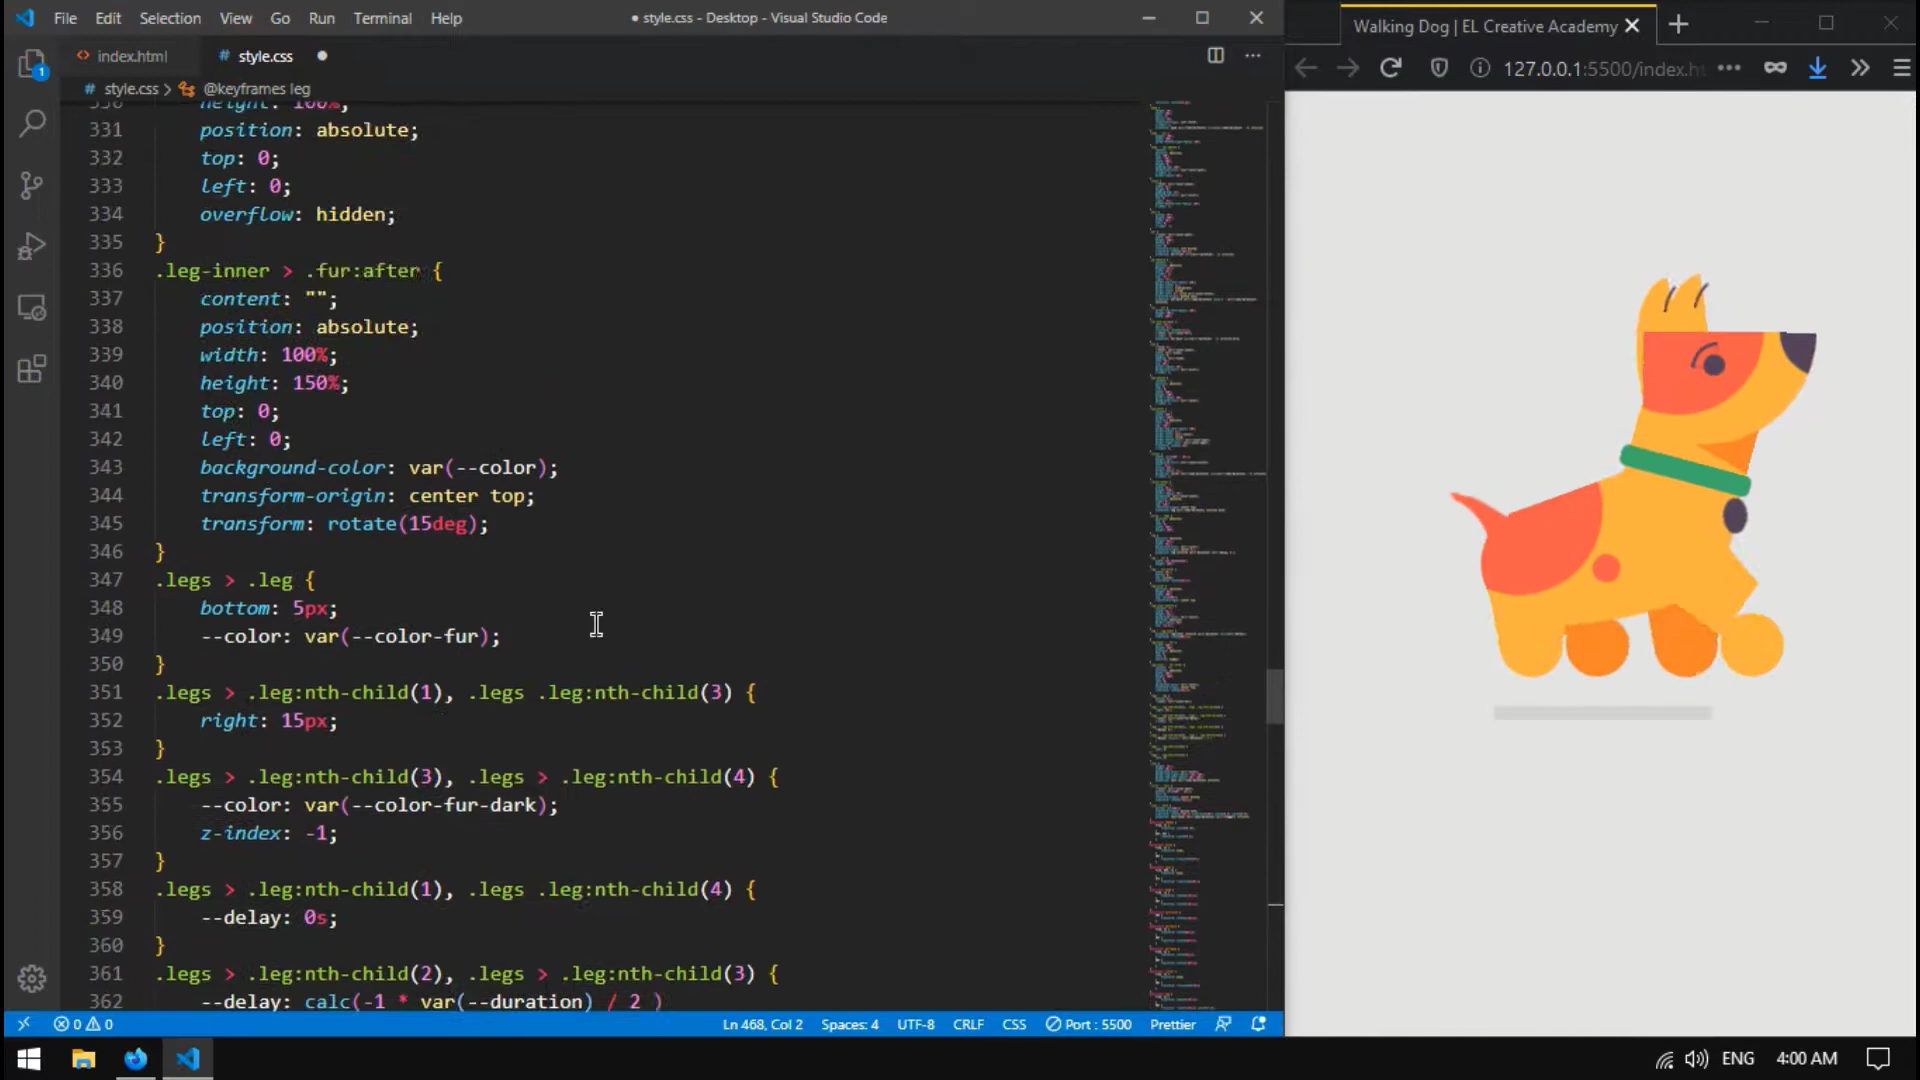 File Edit Selection View Go Run Terminal Help
● style.css - Desktop - Visual Studio Code
index.html
# style.css ●
# style.css > @keyframes leg
330 height: 100%;
331 position: absolute;
332 top: 0;
333 left: 0;
334 overflow: hidden;
335 }
336 .leg-inner > .fur:after {
337 content: "";
338 position: absolute;
339 width: 100%;
340 height: 150%;
341 top: 0;
342 left: 0;
343 background-color: var(--color);
344 transform-origin: center top;
345 transform: rotate(15deg);
346 }
347 .legs > .leg {
348 bottom: 5px;
349 --color: var(--color-fur);
350 }
351 .legs > .leg:nth-child(1), .legs .leg:nth-child(3) {
352 right: 15px;
353 }
354 .legs > .leg:nth-child(3), .legs > .leg:nth-child(4) {
355 --color: var(--color-fur-dark);
356 z-index: -1;
357 }
358 .legs > .leg:nth-child(1), .legs .leg:nth-child(4) {
359 --delay: 0s;
360 }
361 .legs > .leg:nth-child(2), .legs > .leg:nth-child(3) {
362 --delay: calc(-1 * var(--duration) / 2 )
1
0 0
Ln 468, Col 2 Spaces: 4 UTF-8 CRLF CSS Port : 5500 Prettier
Walking Dog | EL Creative Academy
127.0.0.1:5500/index.h
ENG 4:00 AM